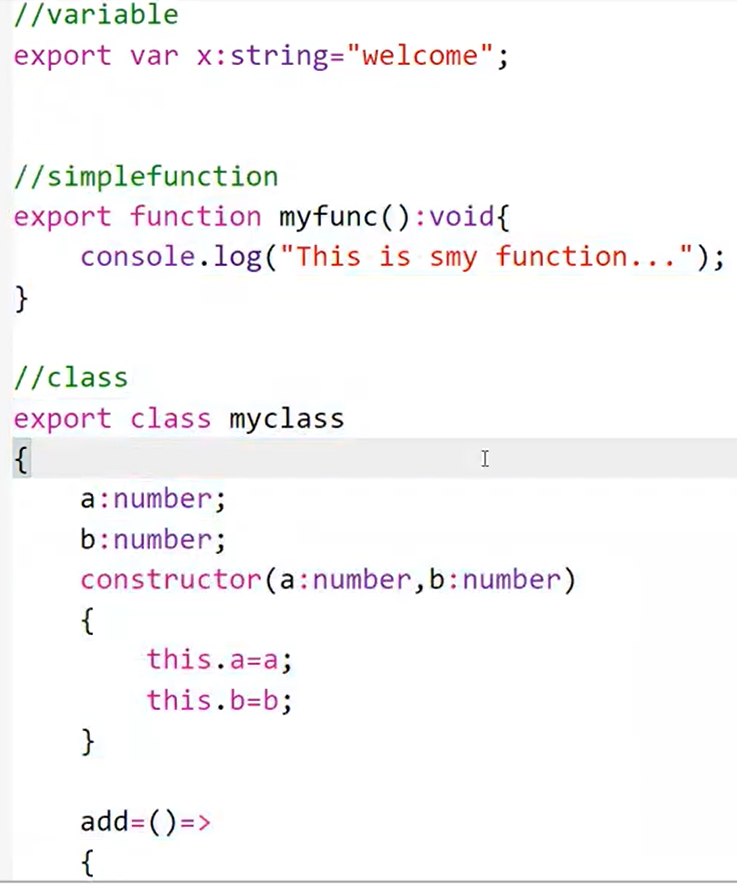 //variable
export var x:string="welcome";
//simplefunction
export function myfunc():void{
    console.log("This is smy function...");
}
//class
export class myclass
{
    a:number;
    b:number;
    constructor(a:number,b:number)
    {
        this.a=a;
        this.b=b;
    }
    add=()=>
    {